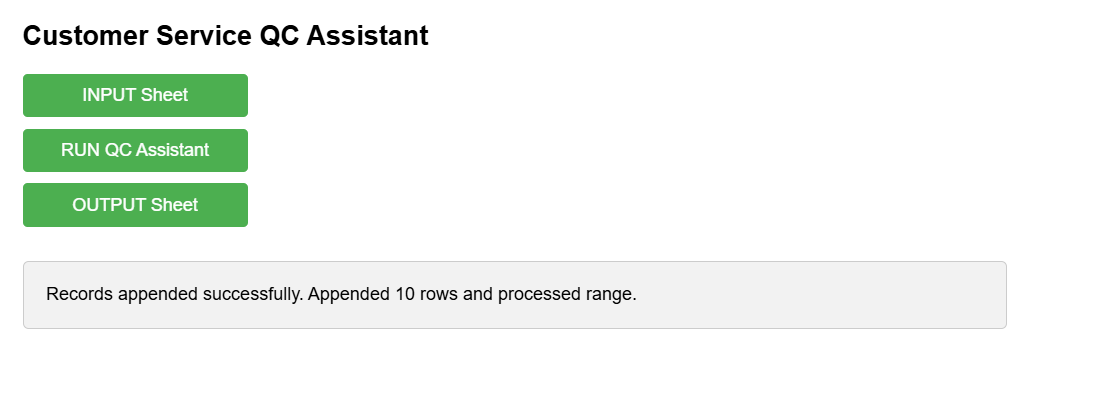 Customer Service QC Assistant
INPUT Sheet
RUN QC Assistant
OUTPUT Sheet
Records appended successfully. Appended 10 rows and processed range.